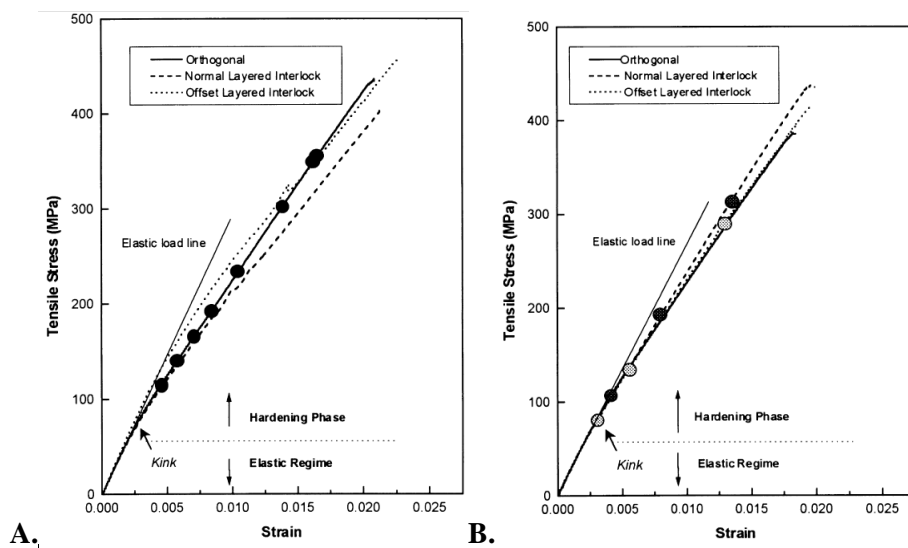 500
400
300
200
100
0
Tensile Stress (MPa)
Orthogonal
Normal Layered Interlock
Offset Layered Interlock
Elastic load line
Hardening Phase
Kink
Elastic Regime
0.000 0.005 0.010 0.015 0.020 0.025
Strain
A.
500
400
300
200
100
0
Tensile Stress (MPa)
Orthogonal
Normal Layered Interlock
Offset Layered Interlock
Elastic load line
Hardening Phase
Kink
Elastic Regime
0.000 0.005 0.010 0.015 0.020 0.025
Strain
B.